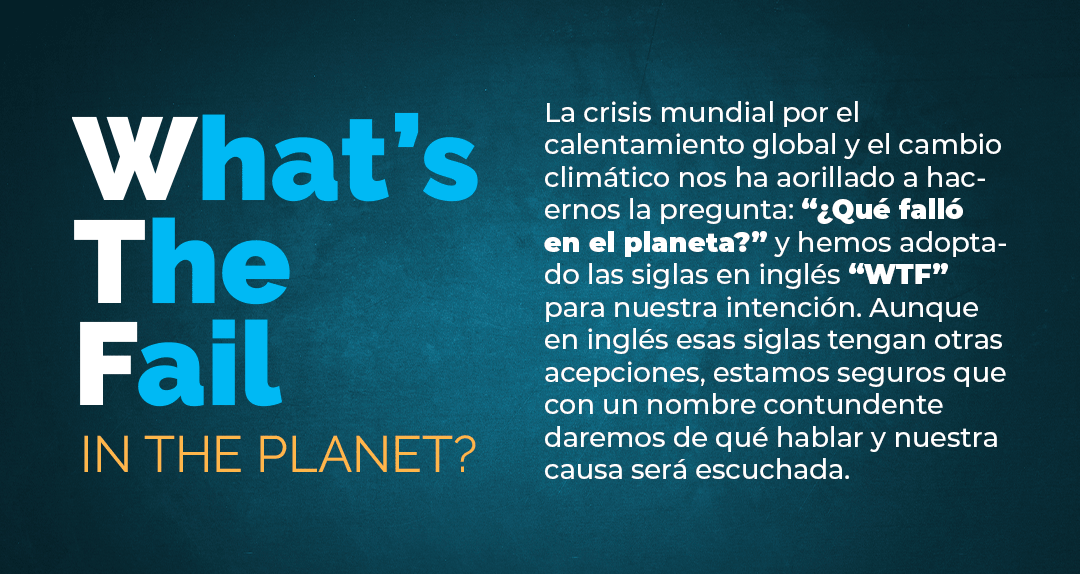 What's
The
Fail
IN THE PLANET?
La crisis mundial por el
calentamiento global y el cambio
climático nos ha aorillado a hac-
ernos la pregunta: “¿Qué falló
en el planeta?” y hemos adopta-
do las siglas en inglés “WTF”
para nuestra intención. Aunque
en inglés esas siglas tengan otras
acepciones, estamos seguros que
con un nombre contundente
daremos de qué hablar y nuestra
causa será escuchada.